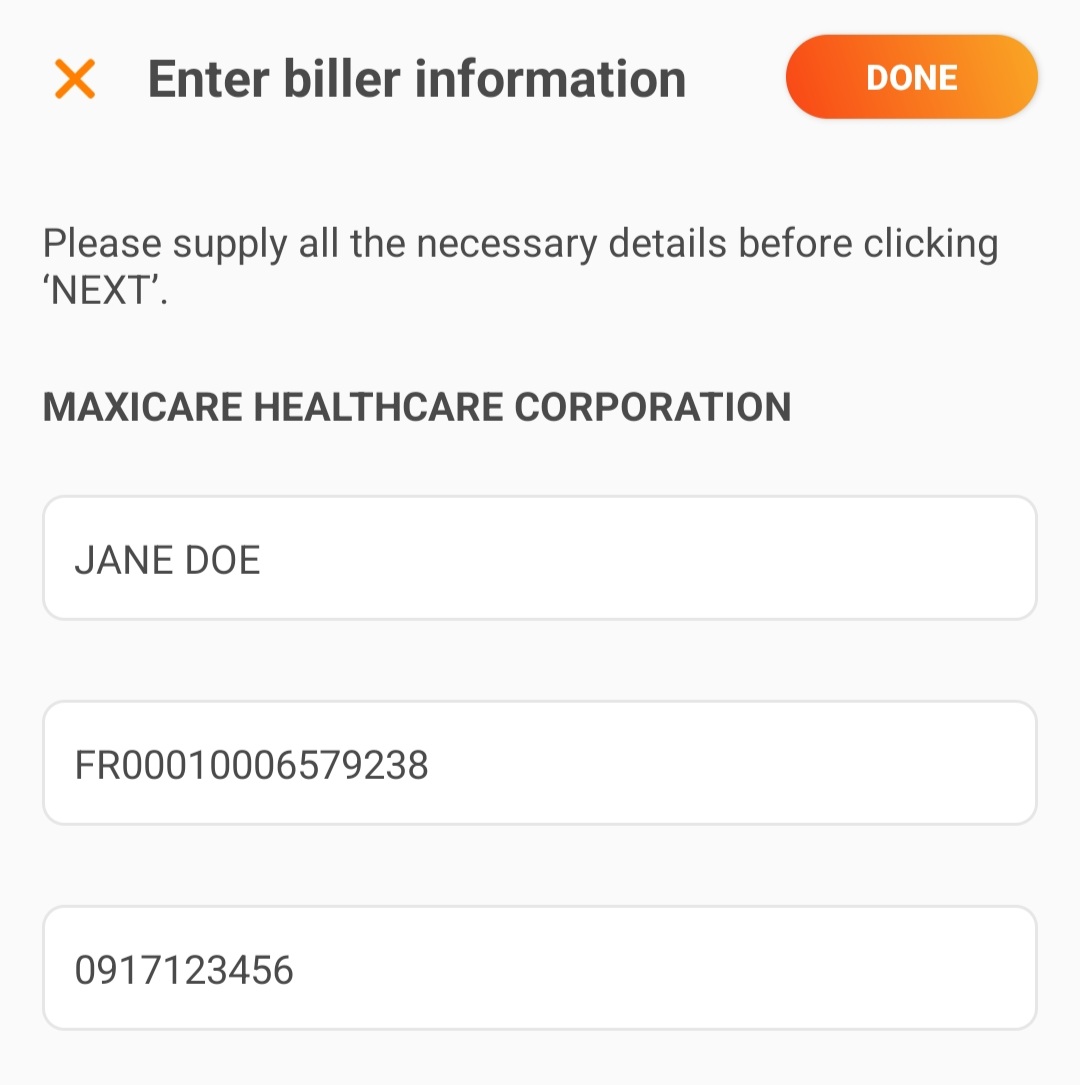 Enter biller information
DONE
Please supply all the necessary details before clicking
‘NEXT’.
MAXICARE HEALTHCARE CORPORATION
JANE DOE
FR00010006579238
0917123456